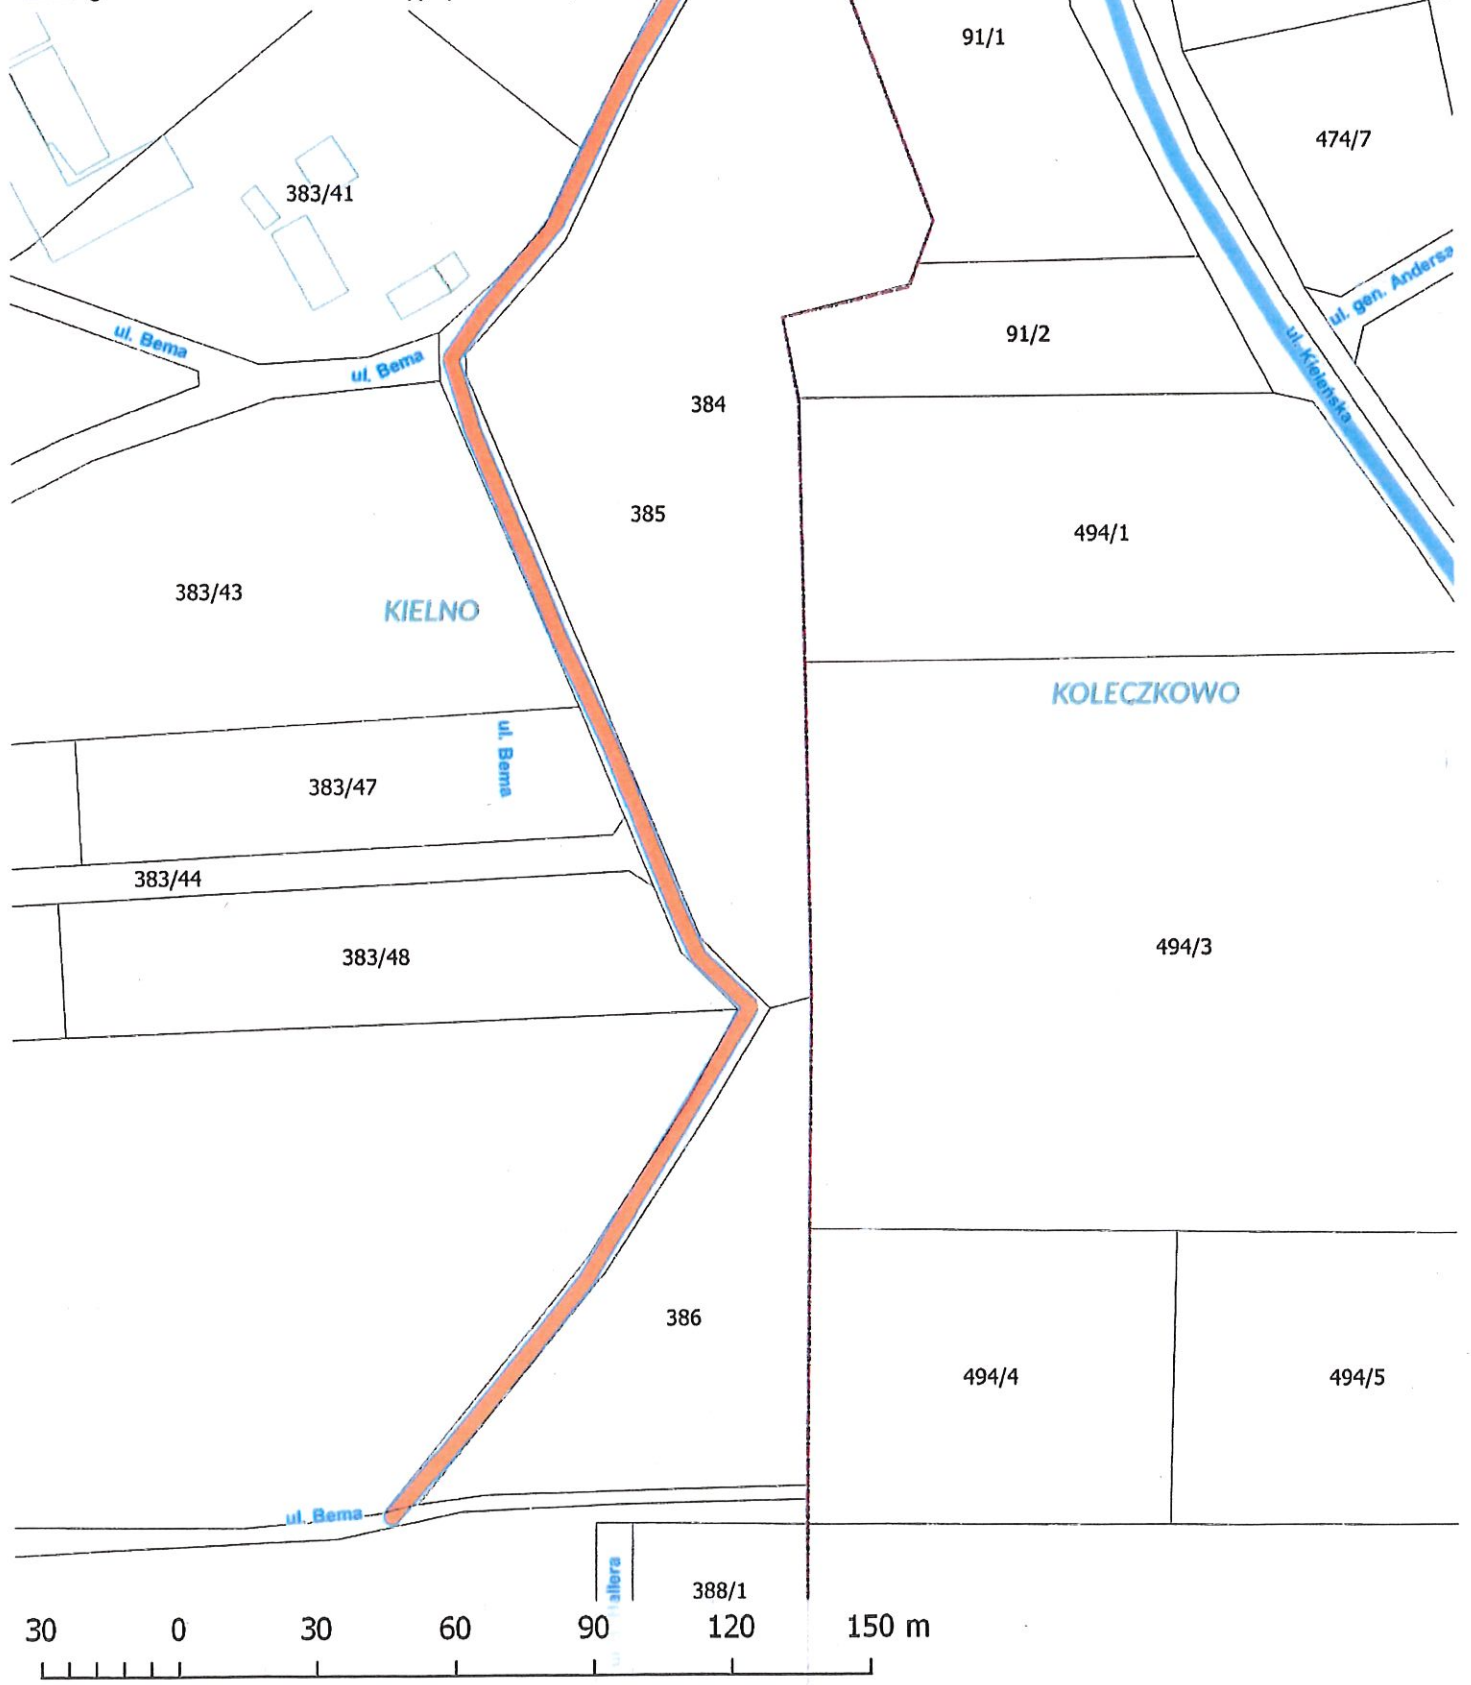 91/1
474/7
383/41
ul. gen. Andersa
ul. Bema
ul. Bema
91/2
ul. Kieleńska
384
385
494/1
383/43
KIELNO
KOLECZKOWO
ul. Bema
383/47
383/44
494/3
383/48
386
494/4
494/5
ul. Bema
388/1
30 0 30 60 90 120 150 m